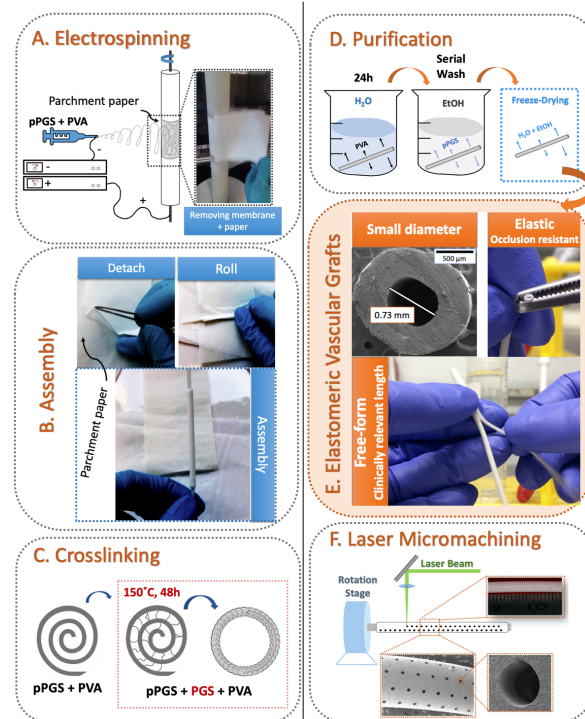 A. Electrospinning
Parchment paper
pPGS + PVA
-
-
+
+
Removing membrane
+ paper
B. Assembly
Detach
Roll
Parchment paper
Assembly
C. Crosslinking
150˚C, 48h
pPGS + PVA
pPGS + PGS + PVA
D. Purification
24h
Serial
Wash
H₂O
EtOH
Freeze-Drying
PVA
pPGS
H₂O + EtOH
E. Elastomeric Vascular Grafts
Small diameter
Elastic
Occlusion resistant
500 µm
0.73 mm
Free-form
Clinically relevant length
F. Laser Micromachining
Laser Beam
Rotation
Stage
0
10